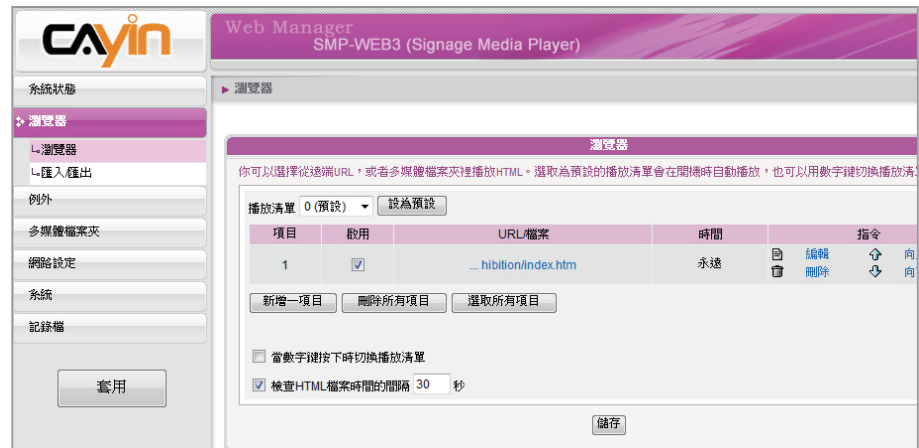 CAYIN
Web Manager
SMP-WEB3 (Signage Media Player)
系統狀態
瀏覽器
瀏覽器
匯入/匯出
例外
多媒體檔案夾
網路設定
系統
記錄檔
套用
瀏覽器
瀏覽器
你可以選擇從遠端URL,或者多媒體檔案夾裡播放HTML。選取為預設的播放清單會在開機時自動播放,也可以用數字鍵切換播放清
播放清單 0 (預設) 設為預設
項目 啟用 URL/檔案 時間 指令
1 ... hibition/index.htm 永遠 編輯 向
刪除 向
新增一項目 刪除所有項目 選取所有項目
當數字鍵按下時切換播放清單
檢查HTML檔案時間的間隔 30 秒
儲存